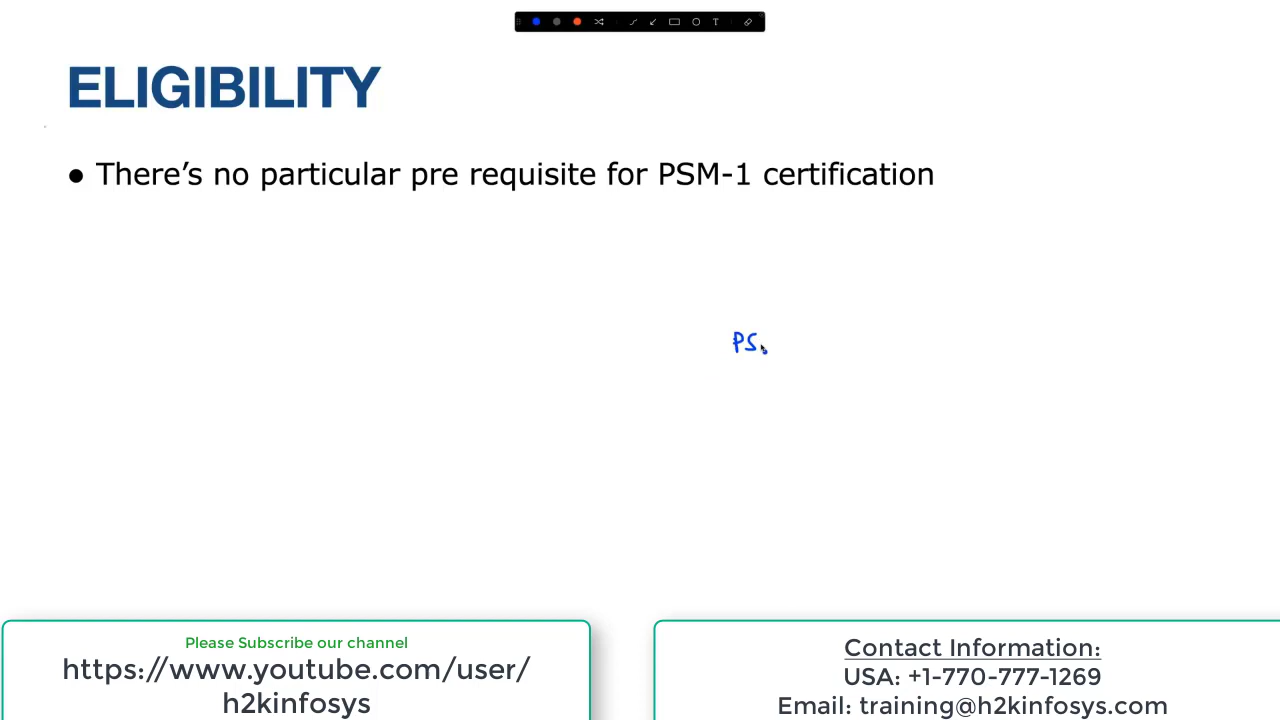 ELIGIBILITY
● There’s no particular pre requisite for PSM-1 certification
PS
Please Subscribe our channel
https://www.youtube.com/user/
h2kinfosys
Contact Information:
USA: +1-770-777-1269
Email: training@h2kinfosys.com